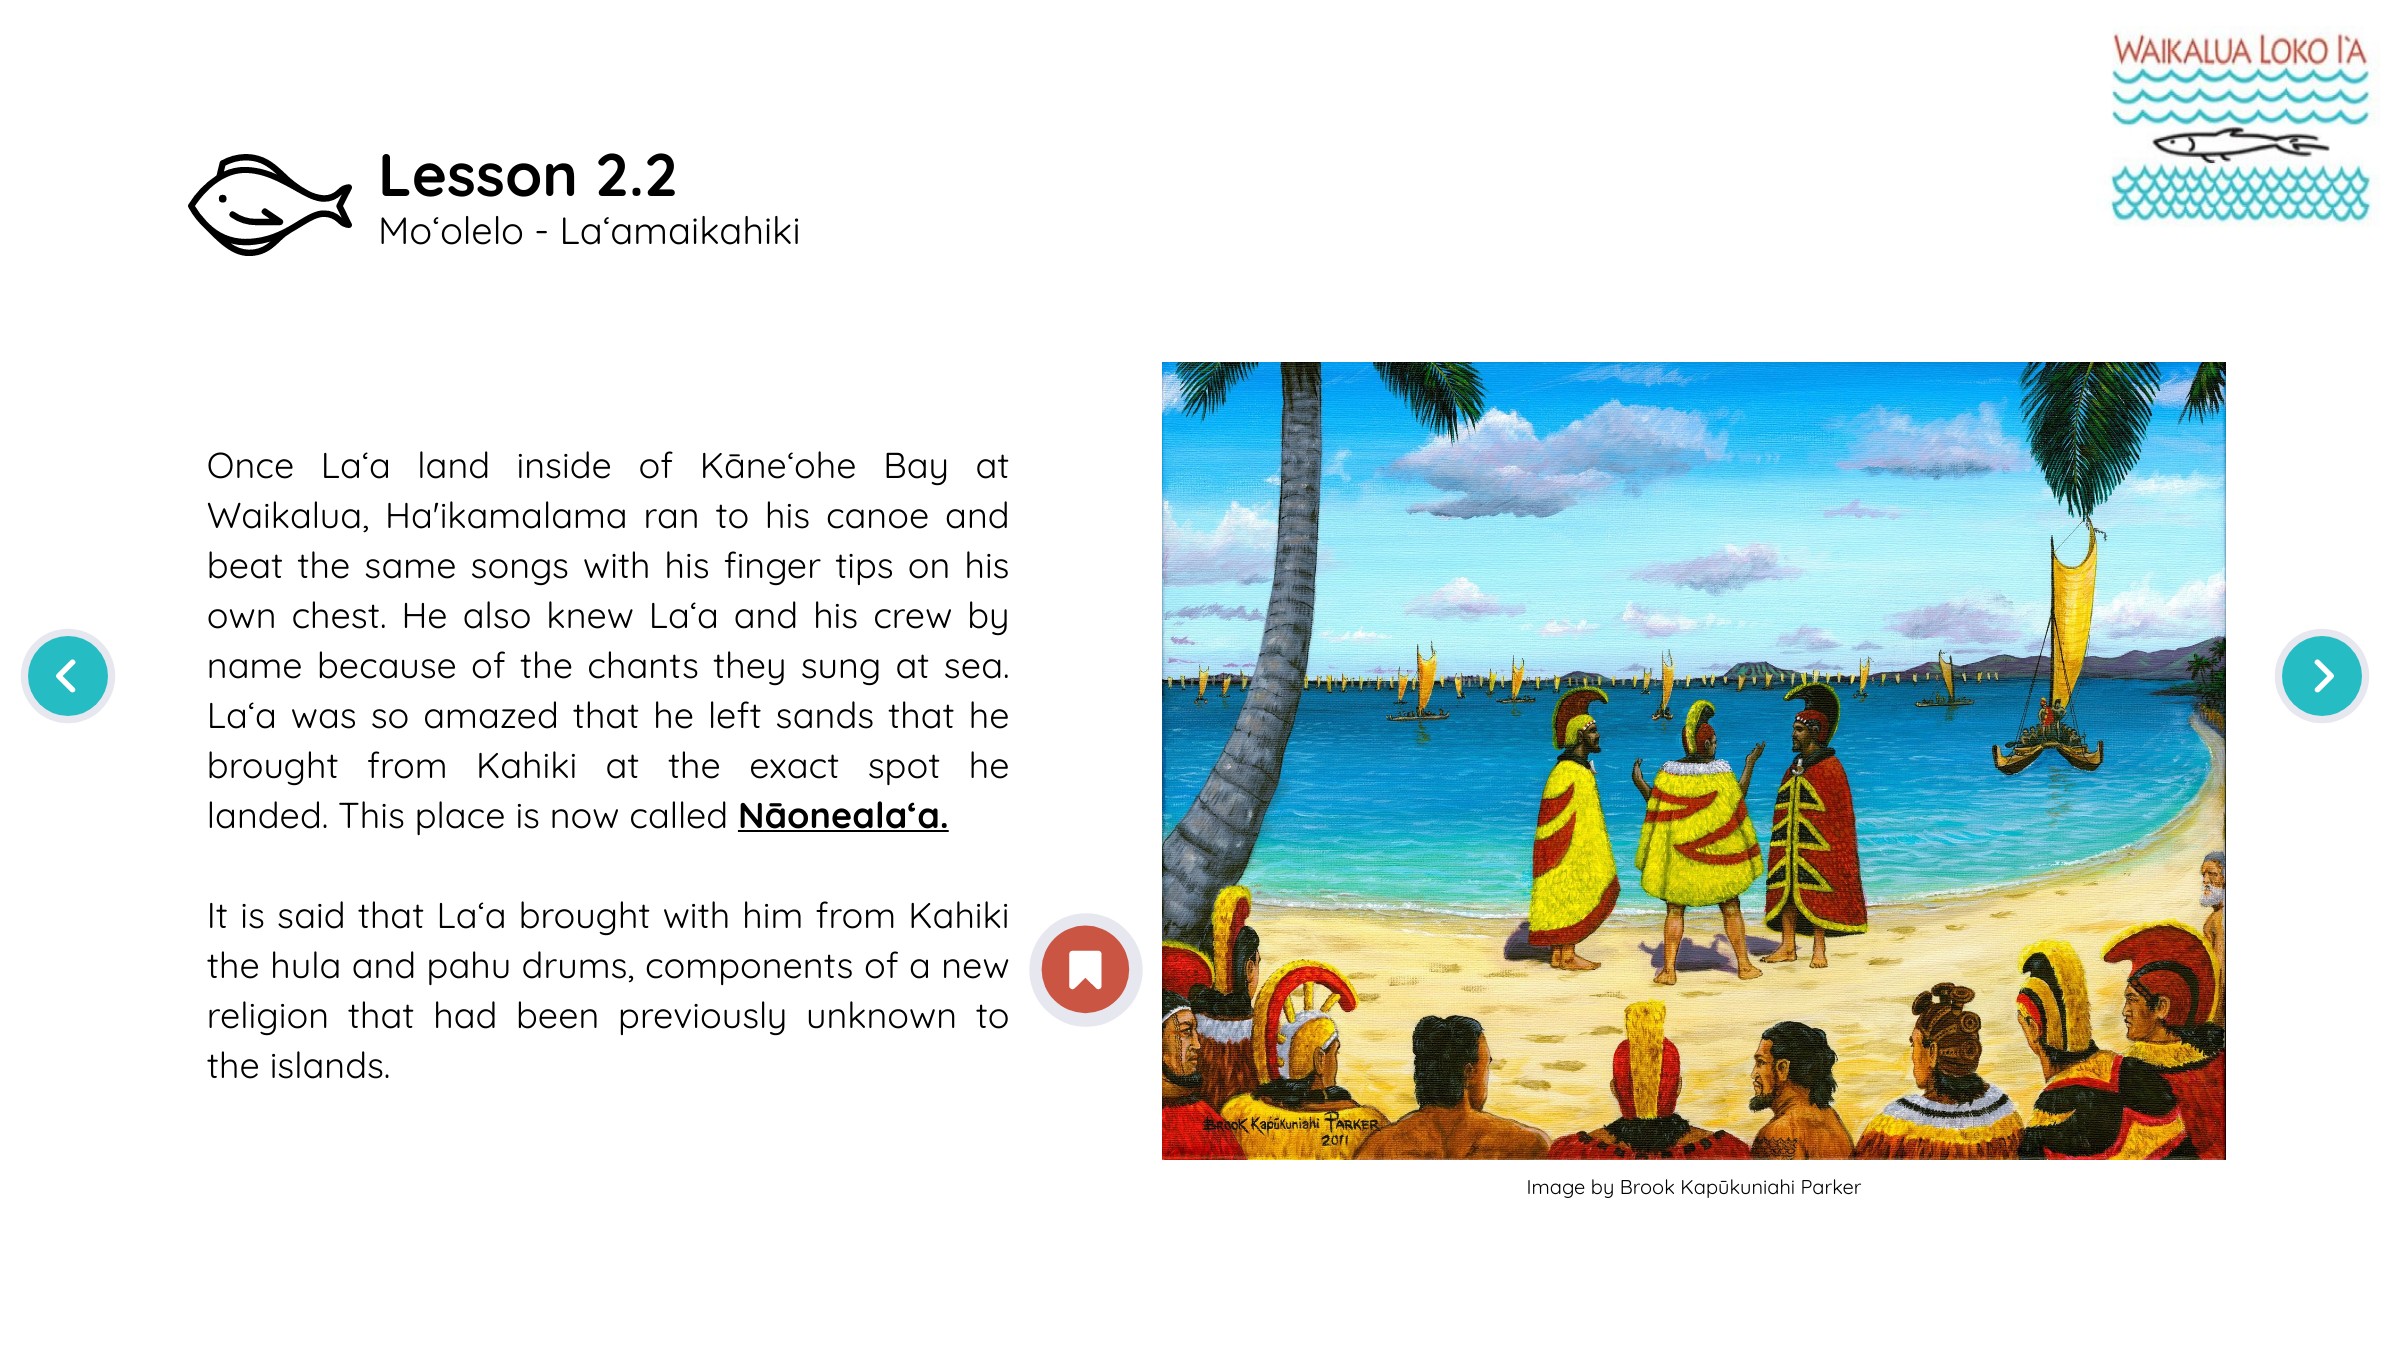 WAIKALUA LOKO I'A
Lesson 2.2
Moʻolelo - Laʻamaikahiki
Once Laʻa land inside of Kāneʻohe Bay at
Waikalua, Ha'ikamalama ran to his canoe and
beat the same songs with his finger tips on his
own chest. He also knew Laʻa and his crew by
name because of the chants they sung at sea.
Laʻa was so amazed that he left sands that he
brought from Kahiki at the exact spot he
landed. This place is now called Nāonealaʻa.
It is said that Laʻa brought with him from Kahiki
the hula and pahu drums, components of a new
religion that had been previously unknown to
the islands.
BROOK Kapūkuniahi PARKER
2011
Image by Brook Kapūkuniahi Parker